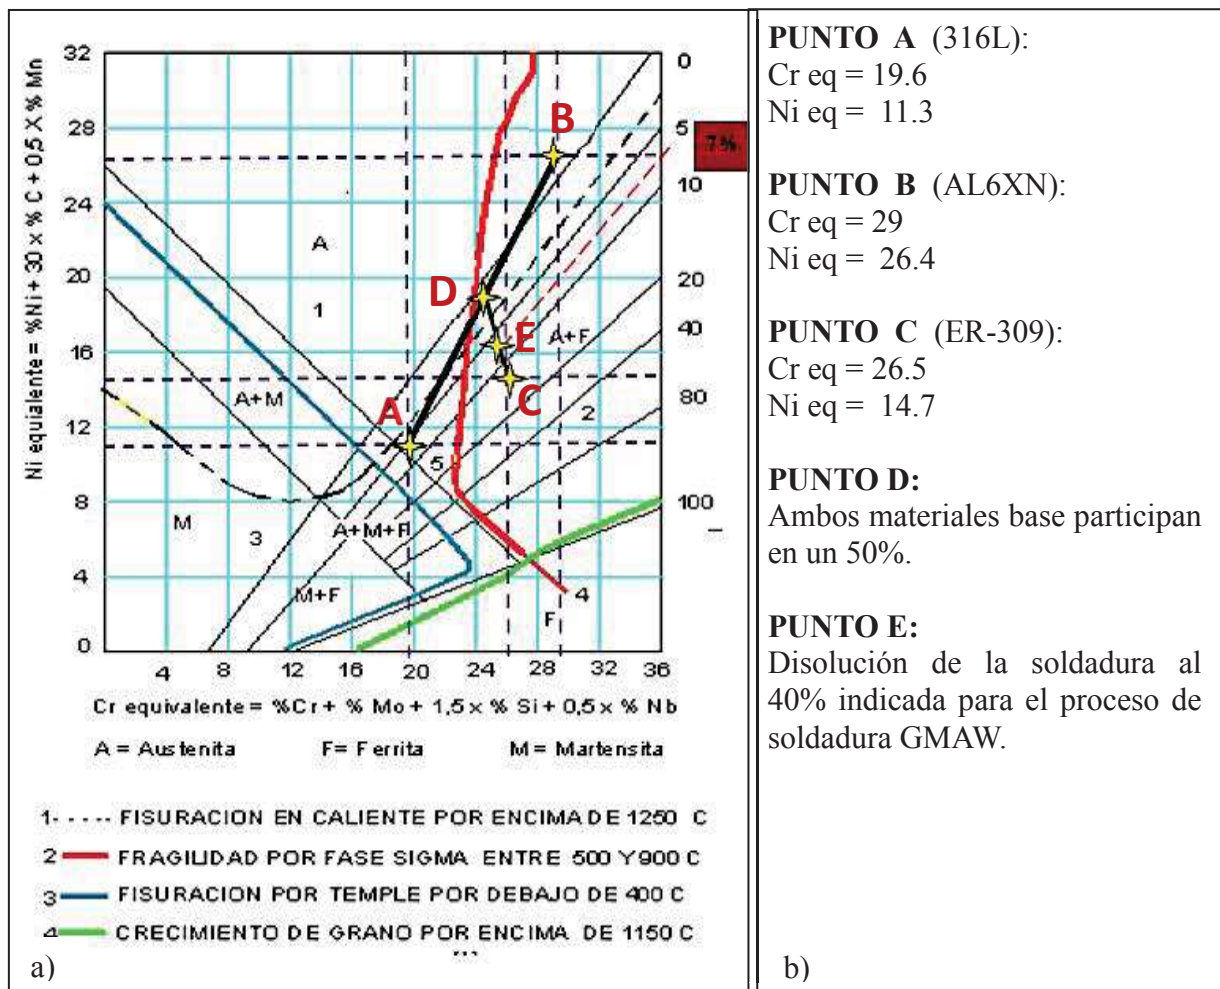 Ni equialente = %Ni + 30 x % C + 0,5 X % Mn
32
28
24
20
16
12
8
4
0
4
8
12
16
20
24
28
32
36
0
5
10
20
40
80
100
7%
A
1
A+M
M
3
A+M+F
M+F
5
A+F
2
4
F
A
B
C
D
E
Cr equivalente = %Cr + % Mo + 1,5 x % Si + 0,5 x % Nb
A = Austenita F= Ferrita M = Martensita
1- - - - - FISURACION EN CALIENTE POR ENCIMA DE 1250 C
2 FRAGILIDAD POR FASE SIGMA ENTRE 500 Y 900 C
3 FISURACION POR TEMPLE POR DEBAJO DE 400 C
4 CRECIMIENTO DE GRANO POR ENCIMA DE 1150 C
a)
PUNTO A (316L):
Cr eq = 19.6
Ni eq = 11.3
PUNTO B (AL6XN):
Cr eq = 29
Ni eq = 26.4
PUNTO C (ER-309):
Cr eq = 26.5
Ni eq = 14.7
PUNTO D:
Ambos materiales base participan
en un 50%.
PUNTO E:
Disolución de la soldadura al
40% indicada para el proceso de
soldadura GMAW.
b)